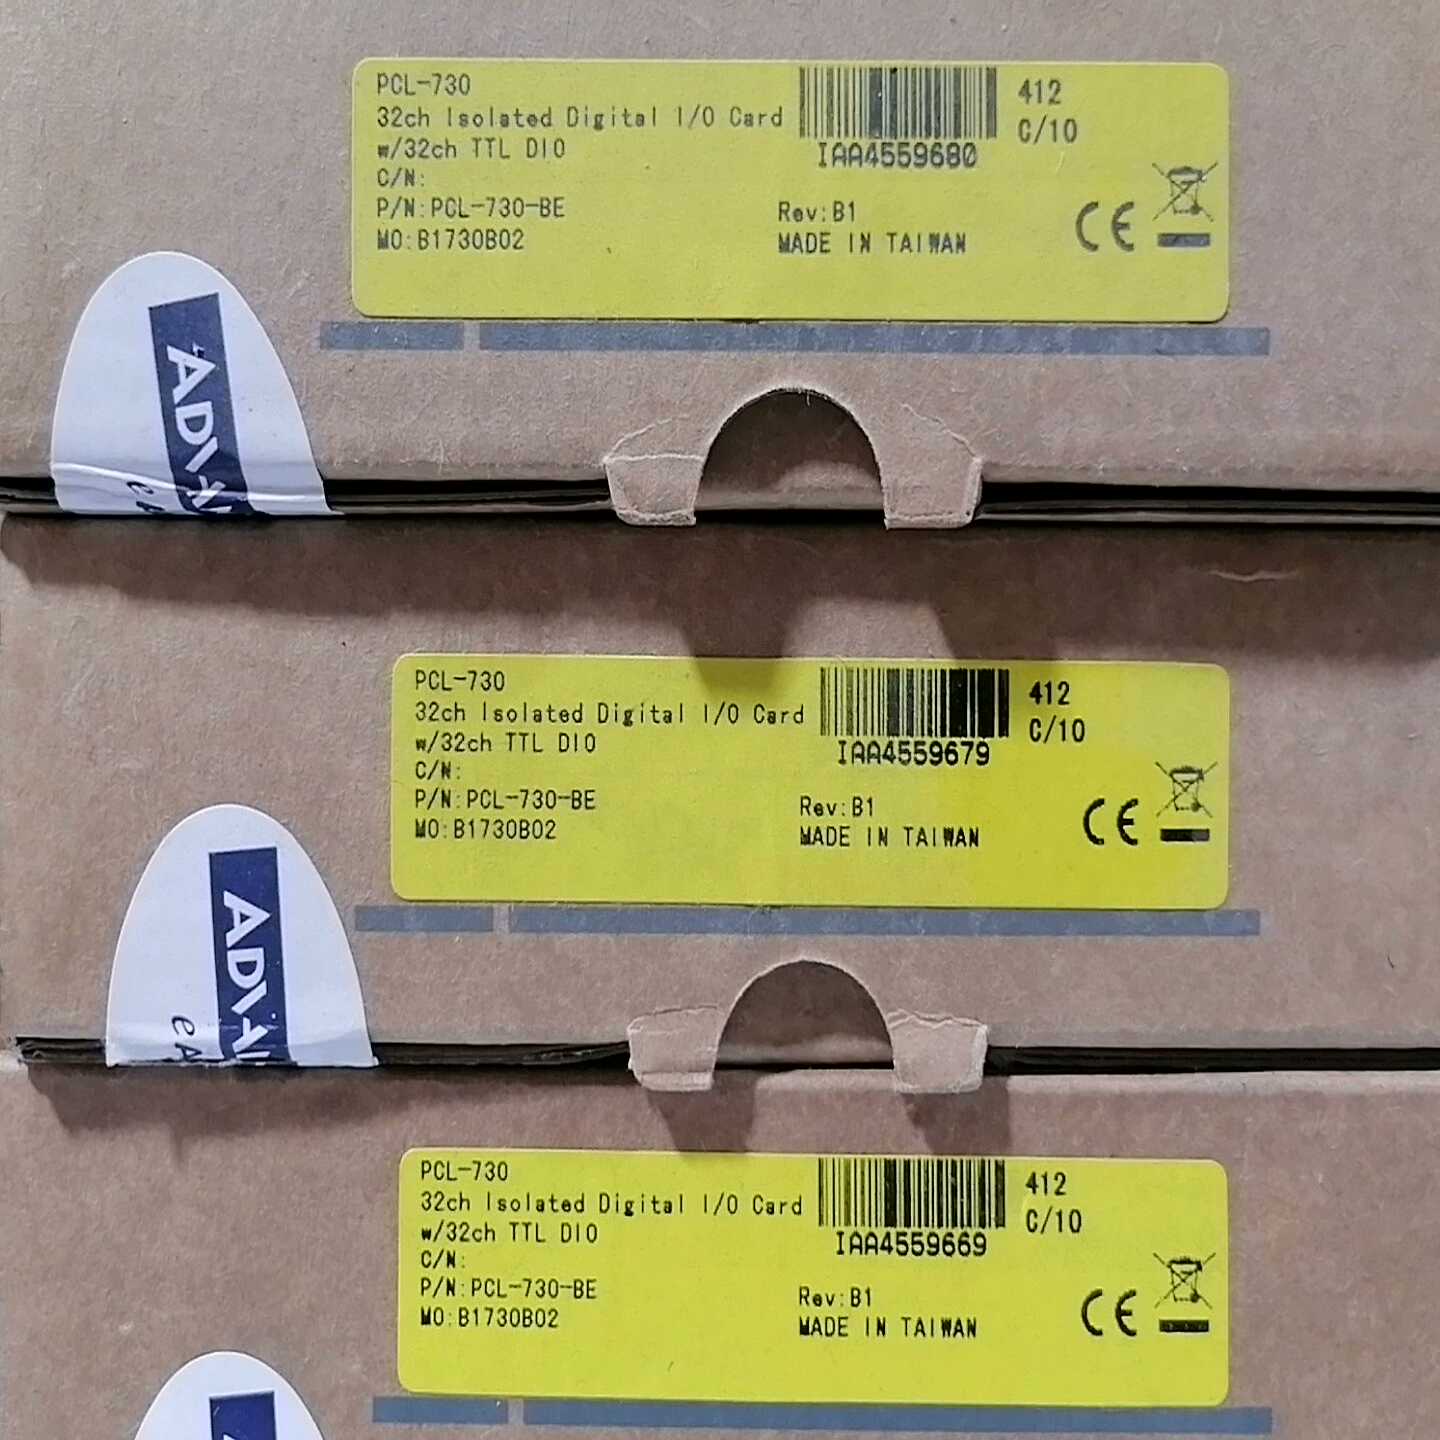 PCL-730
32ch Isolated Digital I/O Card
w/32ch TTL DIO
C/N:
P/N:PCL-730-BE
MO:B1730B02
IAA4559680
412
C/10
Rev:B1
MADE IN TAIWAN
CE
ADVA
e A
PCL-730
32ch Isolated Digital I/O Card
w/32ch TTL DIO
C/N:
P/N:PCL-730-BE
MO:B1730B02
IAA4559679
412
C/10
Rev:B1
MADE IN TAIWAN
CE
ADVA
eA
PCL-730
32ch Isolated Digital I/O Card
w/32ch TTL DIO
C/N:
P/N:PCL-730-BE
MO:B1730B02
IAA4559669
412
C/10
Rev:B1
MADE IN TAIWAN
CE
A